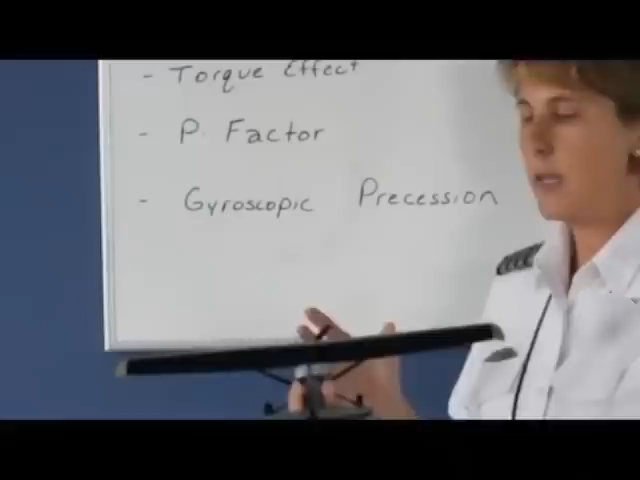 - Torque Effect
- P. Factor
- Gyroscopic Precession